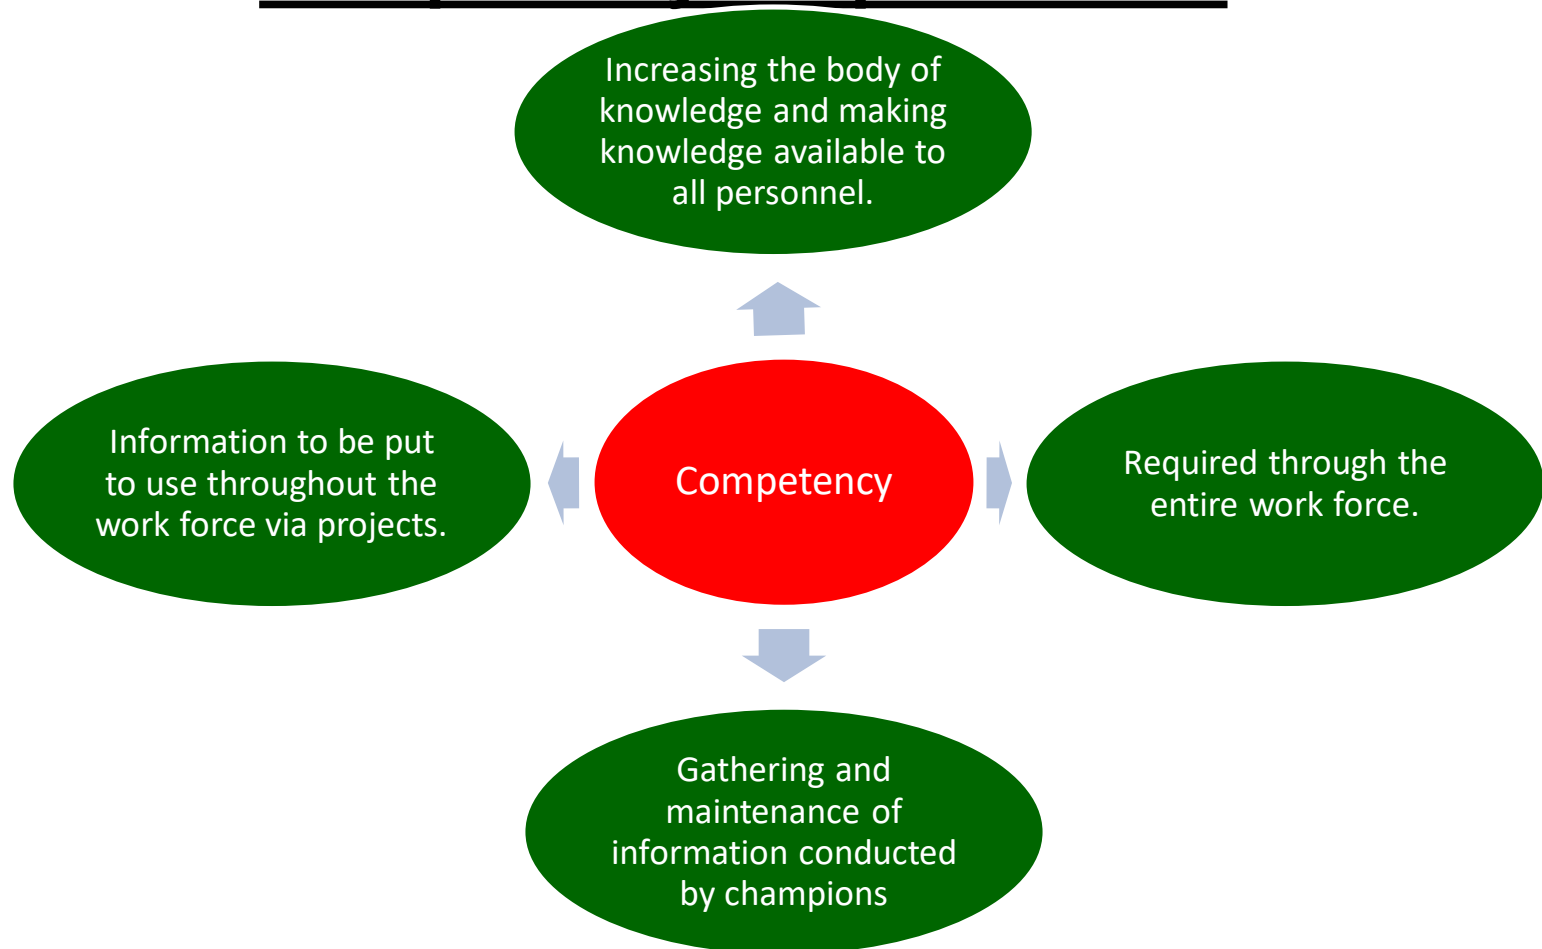 Increasing the body of
knowledge and making
knowledge available to
all personnel.
Information to be put
to use throughout the
work force via projects.
Competency
Required through the
entire work force.
Gathering and
maintenance of
information conducted
by champions